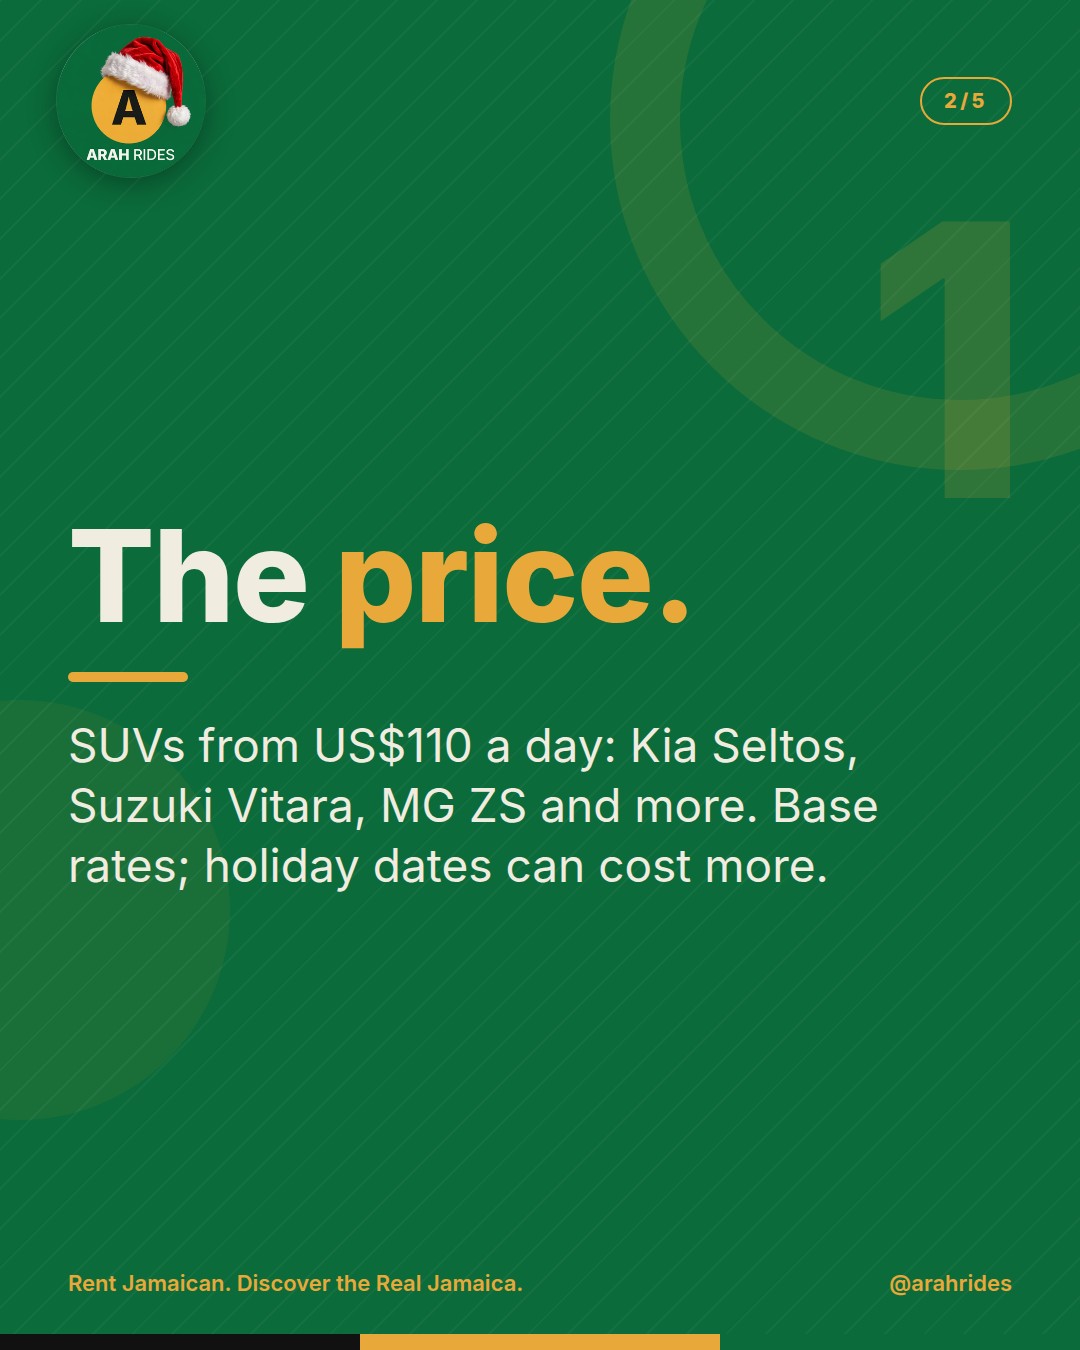 A
ARAH RIDES
2/5
1
The price.
SUVs from US$110 a day: Kia Seltos,
Suzuki Vitara, MG ZS and more. Base
rates; holiday dates can cost more.
Rent Jamaican. Discover the Real Jamaica.
@arahrides